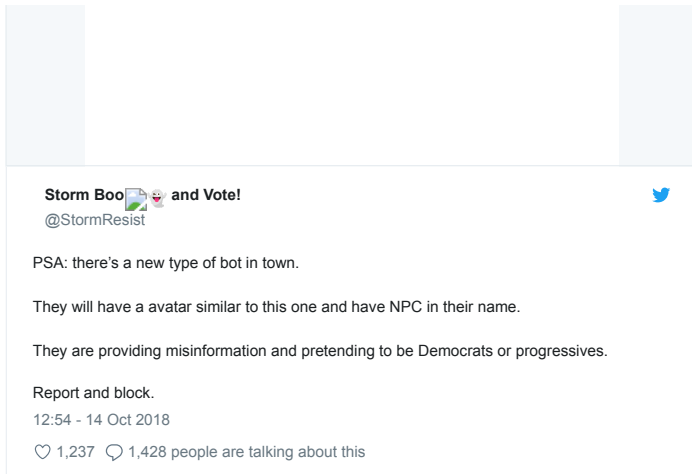 Storm Boo 👻 and Vote!
@StormResist
PSA: there’s a new type of bot in town.
They will have a avatar similar to this one and have NPC in their name.
They are providing misinformation and pretending to be Democrats or progressives.
Report and block.
12:54 - 14 Oct 2018
1,237 1,428 people are talking about this